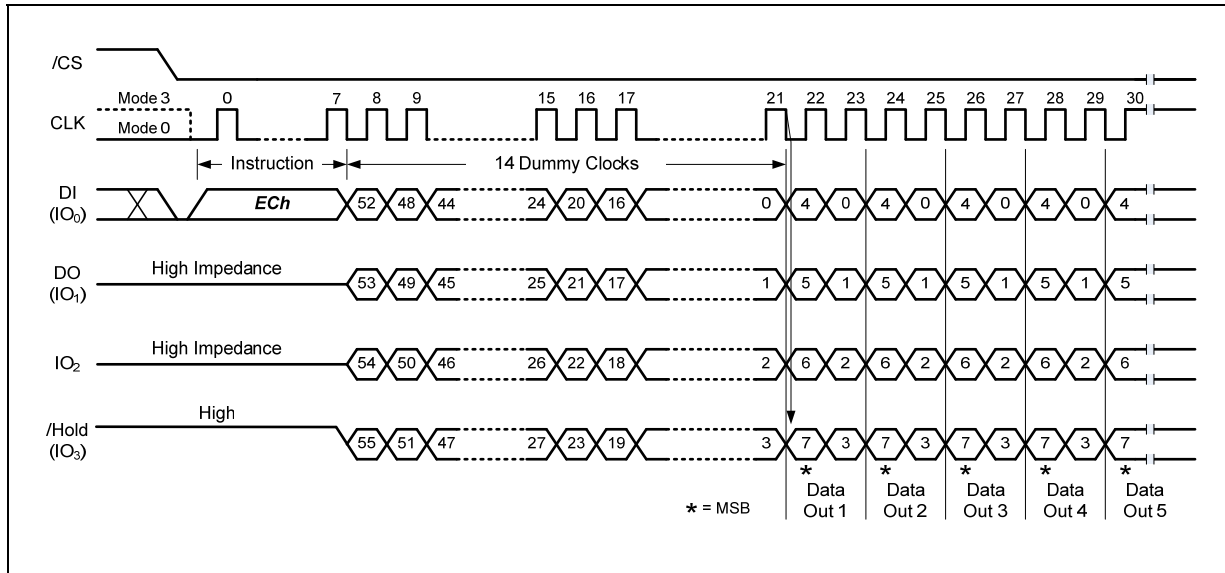 /CS
Mode 3 0 7 8 9 15 16 17 21 22 23 24 25 26 27 28 29 30
CLK
Mode 0
Instruction 14 Dummy Clocks
DI
(IO0)
ECh 52 48 44 24 20 16 0 4 0 4 0 4 0 4 0 4
DO
(IO1)
High Impedance 53 49 45 25 21 17 1 5 1 5 1 5 1 5 1 5
IO2
High Impedance 54 50 46 26 22 18 2 6 2 6 2 6 2 6 2 6
/Hold
(IO3)
High 55 51 47 27 23 19 3 7 3 7 3 7 3 7 3 7
* * * * *
* = MSB
Data Out 1
Data Out 2
Data Out 3
Data Out 4
Data Out 5